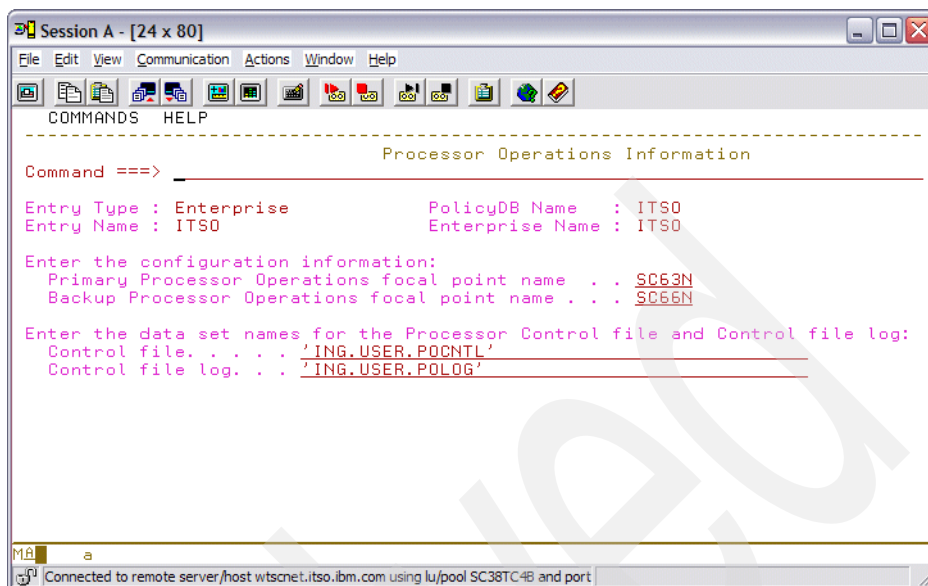 Session A - [24 x 80]
File Edit View Communication Actions Window Help
COMMANDS HELP
--------------------------------------------------------------------------------
Processor Operations Information
Command ===> _
Entry Type : Enterprise PolicyDB Name : ITSO
Entry Name : ITSO Enterprise Name : ITSO
Enter the configuration information:
Primary Processor Operations focal point name . . SC63N
Backup Processor Operations focal point name . . . SC66N
Enter the data set names for the Processor Control file and Control file log:
Control file. . . . . 'ING.USER.POCNTL'
Control file log. . . 'ING.USER.POLOG'
MA a
Connected to remote server/host wtscnet.itso.ibm.com using lu/pool SC38TC4B and port